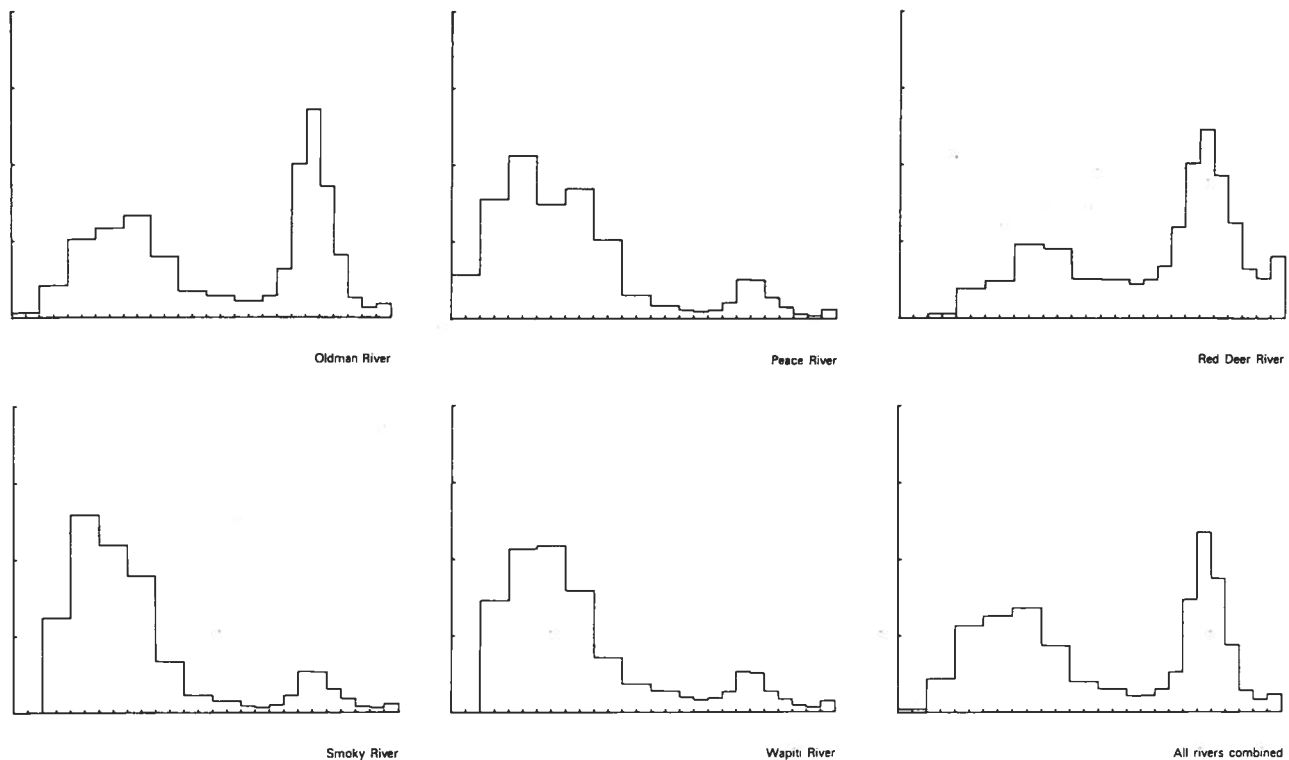 Oldman River
Peace River
Red Deer River
Smoky River
Wapiti River
All rivers combined